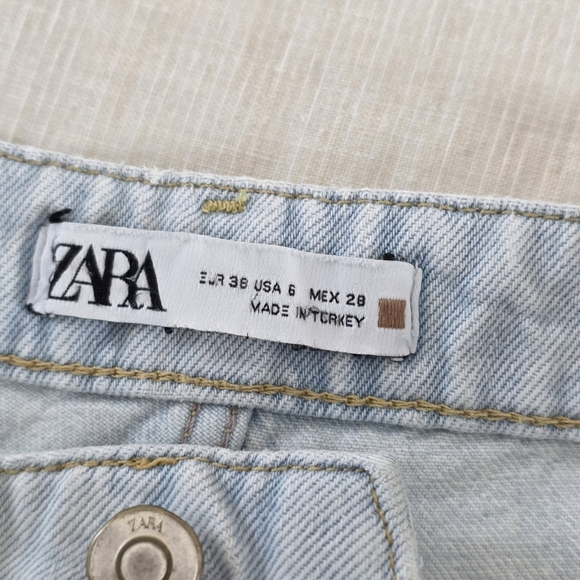 ZARA
EUR 38 USA 6 MEX 28
MADE IN TURKEY
ZARA